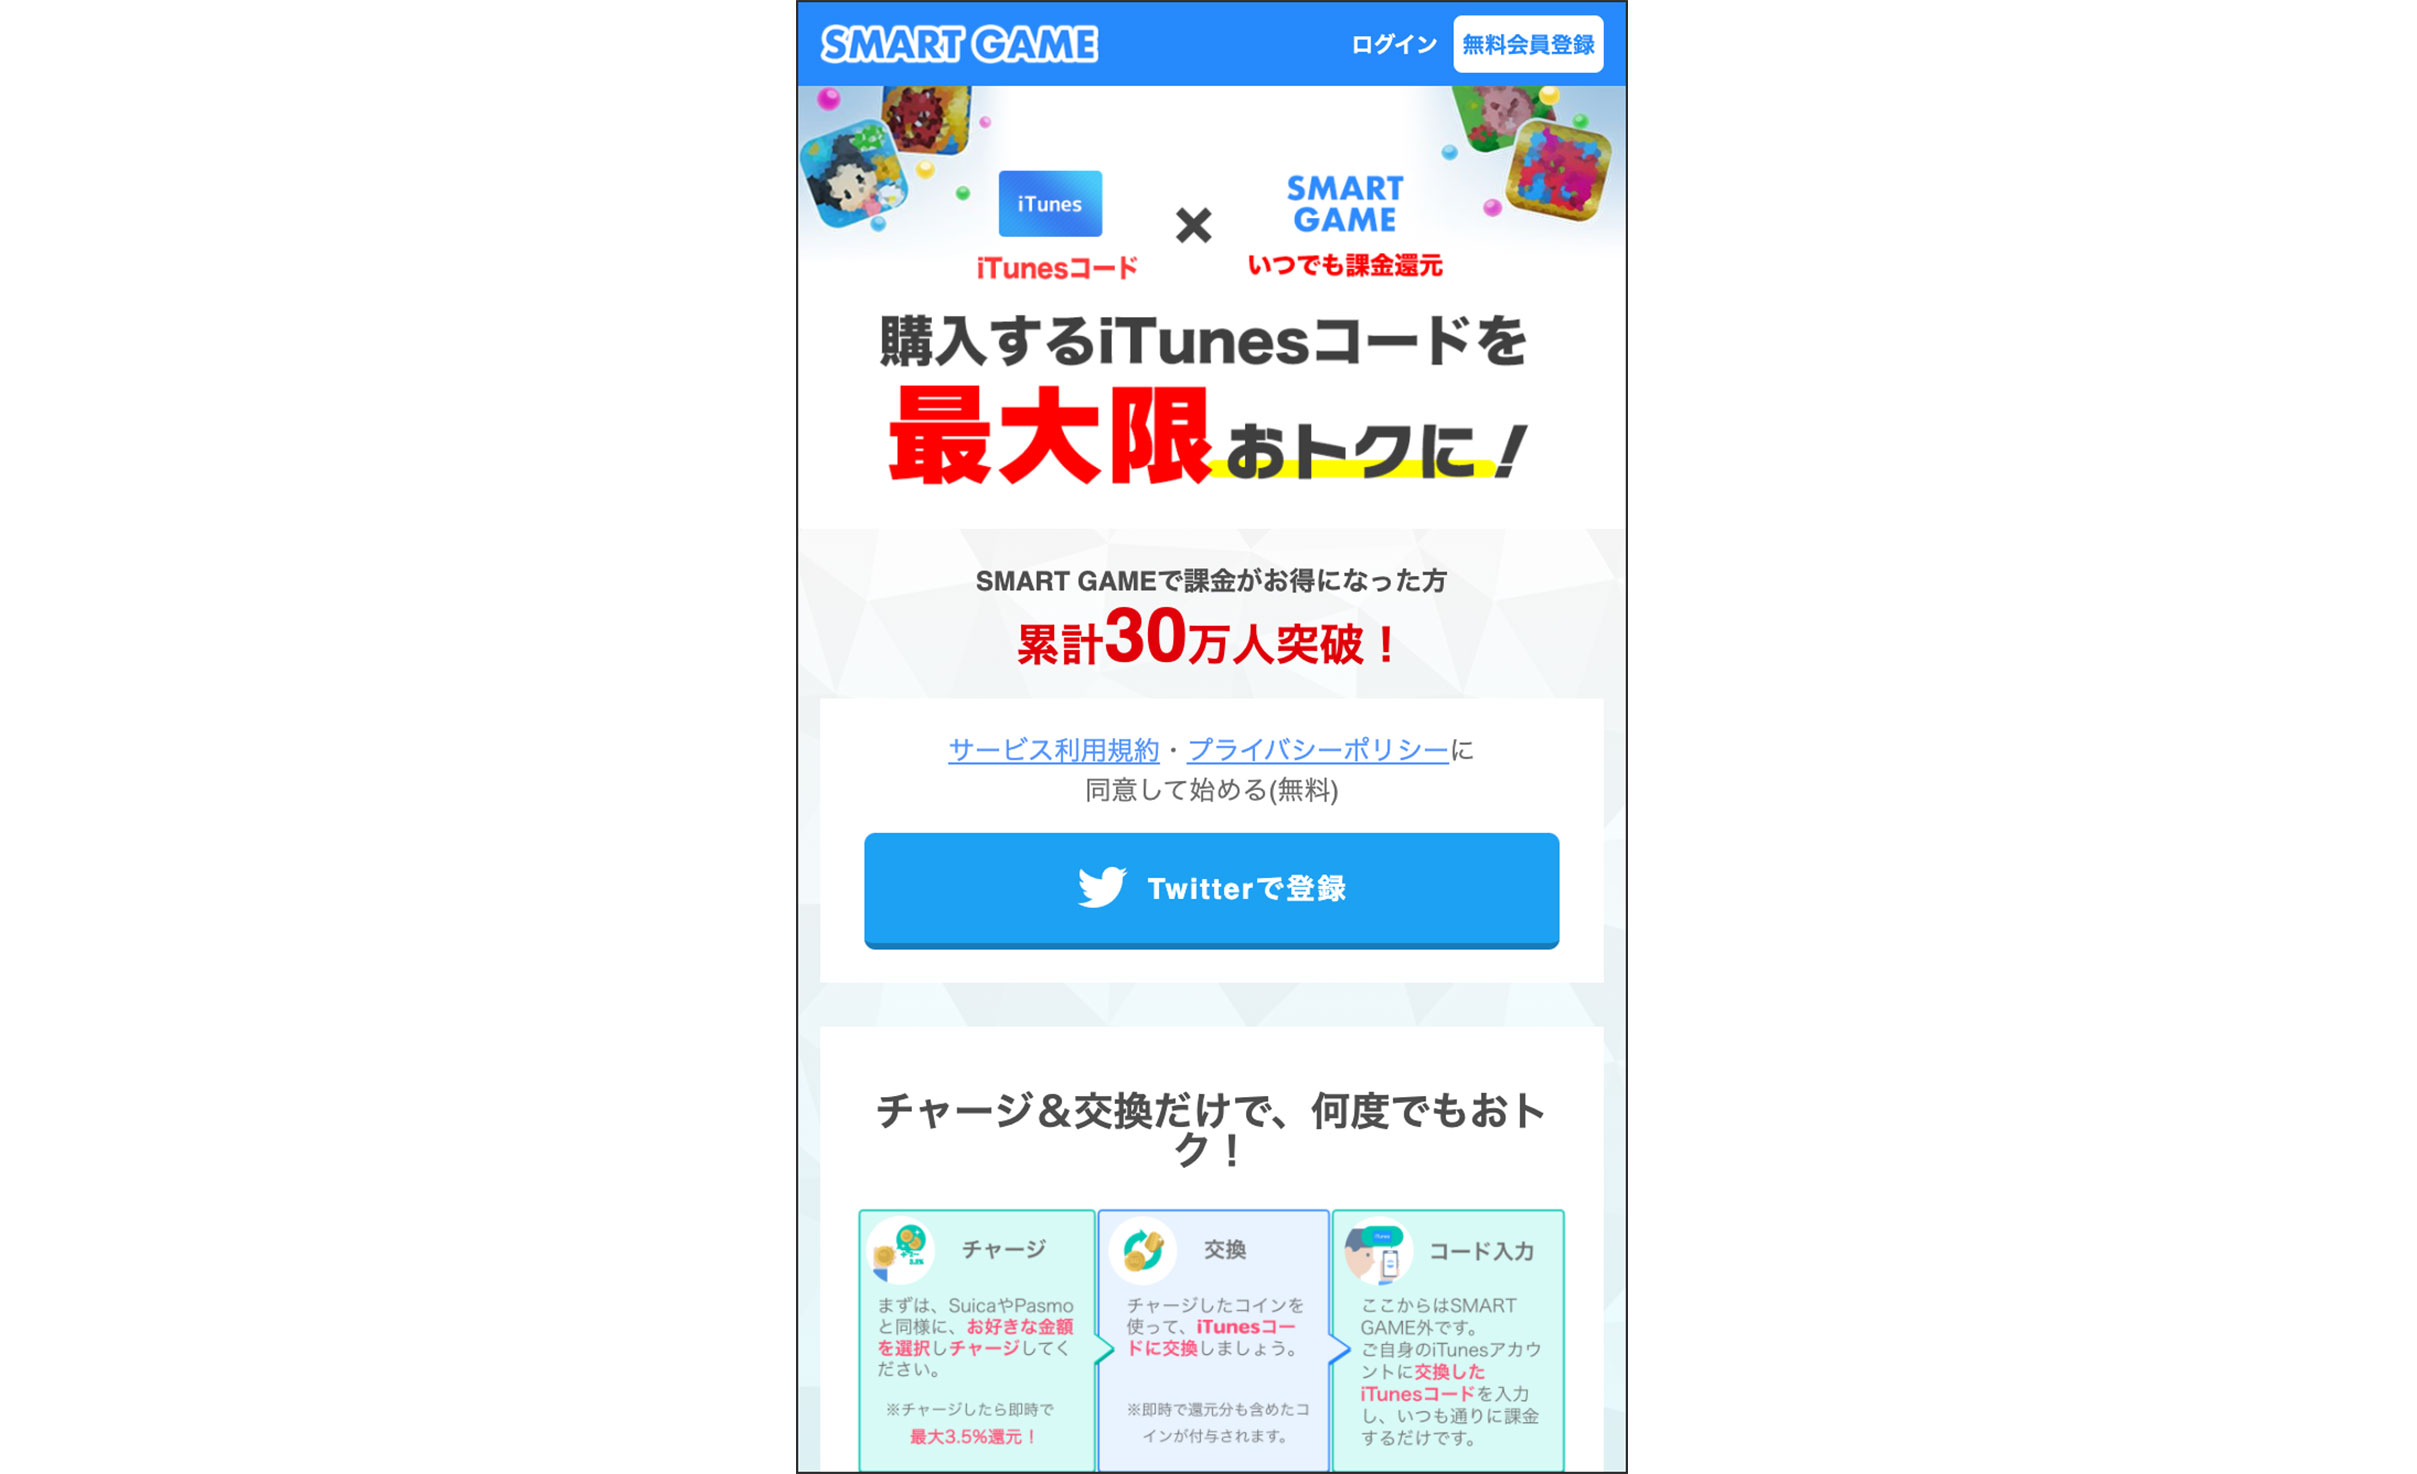 SMART GAME
ログイン
無料会員登録
iTunes
iTunesコード
×
SMART
GAME
いつでも課金還元
購入するiTunesコードを
最大限おトクに!
SMART GAMEで課金がお得になった方
累計30万人突破！
サービス利用規約・プライバシーポリシーに
同意して始める(無料)
Twitterで登録
チャージ＆交換だけで、何度でもおト
ク！
チャージ
まずは、SuicaやPasmo
と同様に、お好きな金額
を選択しチャージしてく
ださい。
※チャージしたら即時で
最大3.5%還元！
交換
チャージしたコインを
使って、iTunesコー
ドに交換しましょう。
※即時で還元分も含めたコ
インが付与されます。
コード入力
ここからはSMART
GAME外です。
ご自身のiTunesアカウ
ントに交換した
iTunesコードを入力
し、いつも通りに課金
するだけです。